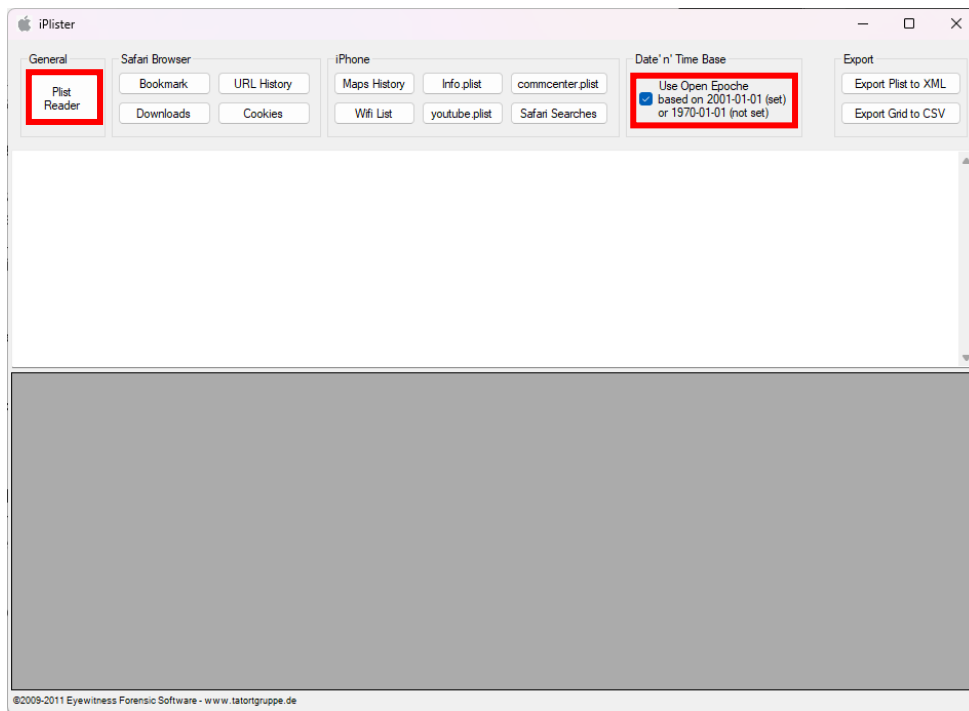 iPlister
General
Safari Browser
iPhone
Date' n' Time Base
Export
Plist
Reader
Bookmark
URL History
Downloads
Cookies
Maps History
Info.plist
commcenter.plist
Wifi List
youtube.plist
Safari Searches
Use Open Epoche
based on 2001-01-01 (set)
or 1970-01-01 (not set)
Export Plist to XML
Export Grid to CSV
©2009-2011 Eyewitness Forensic Software - www.tatortgruppe.de